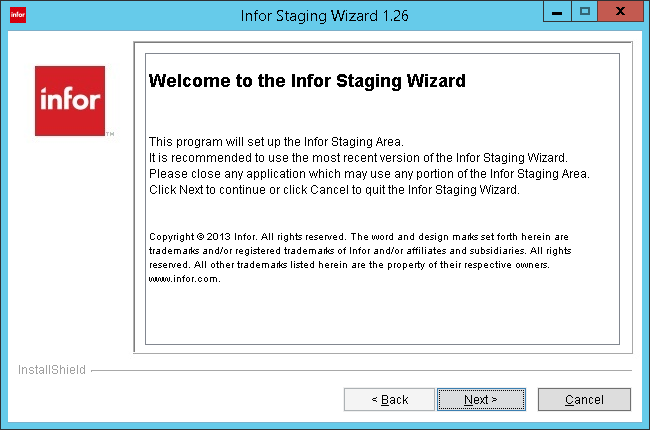 infor
Infor Staging Wizard 1.26
infor
TM
Welcome to the Infor Staging Wizard
This program will set up the Infor Staging Area.
It is recommended to use the most recent version of the Infor Staging Wizard.
Please close any application which may use any portion of the Infor Staging Area.
Click Next to continue or click Cancel to quit the Infor Staging Wizard.
Copyright © 2013 Infor. All rights reserved. The word and design marks set forth herein are
trademarks and/or registered trademarks of Infor and/or affiliates and subsidiaries. All rights
reserved. All other trademarks listed herein are the property of their respective owners.
www.infor.com.
InstallShield
< Back
Next >
Cancel